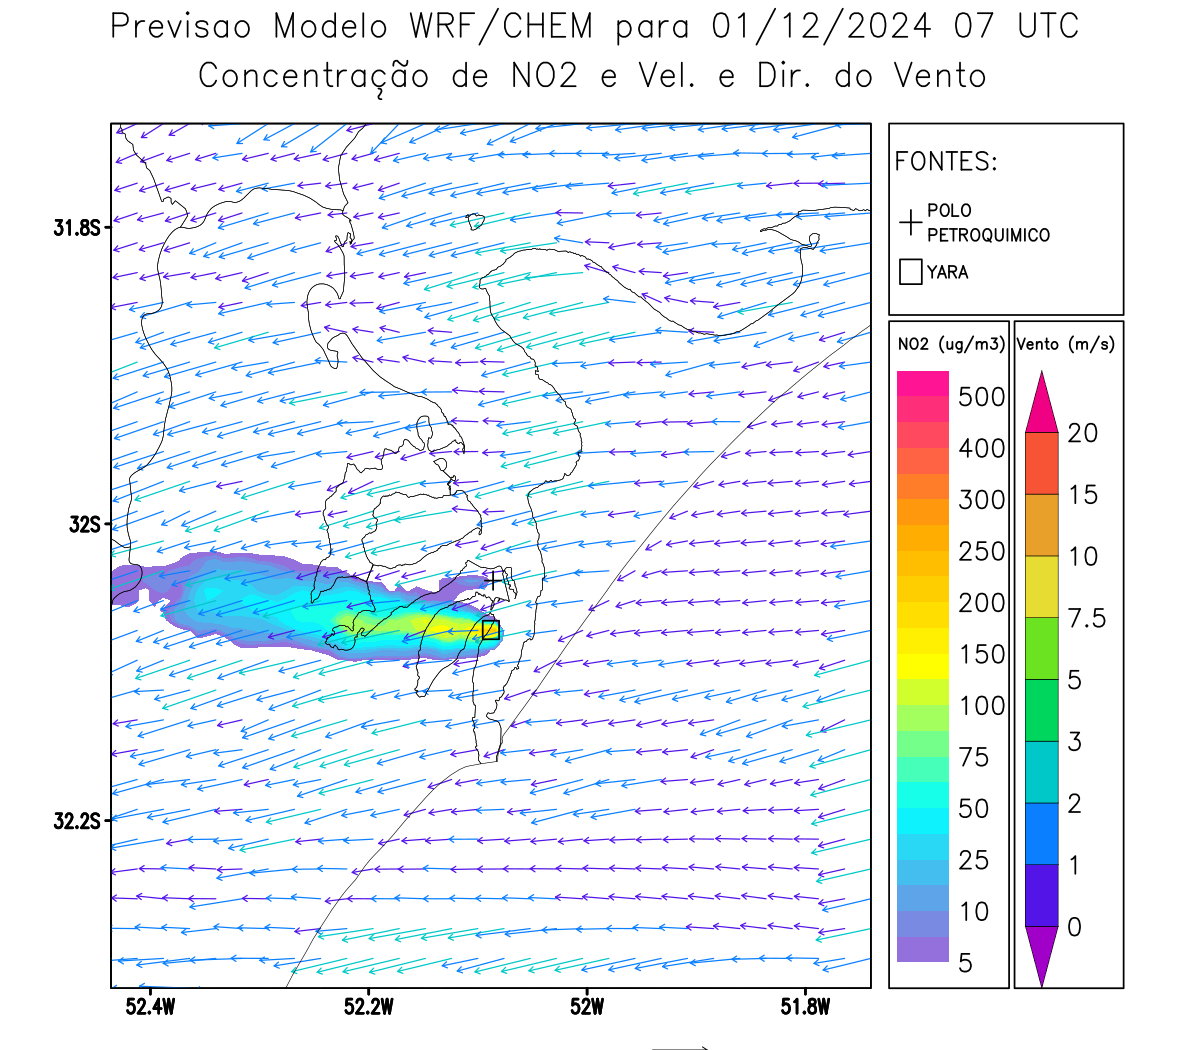 Previsao Modelo WRF/CHEM para 01/12/2024 07 UTC
Concentração de NO2 e Vel. e Dir. do Vento
FONTES:
POLO
PETROQUIMICO
YARA
NO2 (ug/m3)
500
400
300
250
200
150
100
75
50
25
10
5
Vento (m/s)
20
15
10
7.5
5
3
2
1
0
31.8S
32S
32.2S
52.4W
52.2W
52W
51.8W